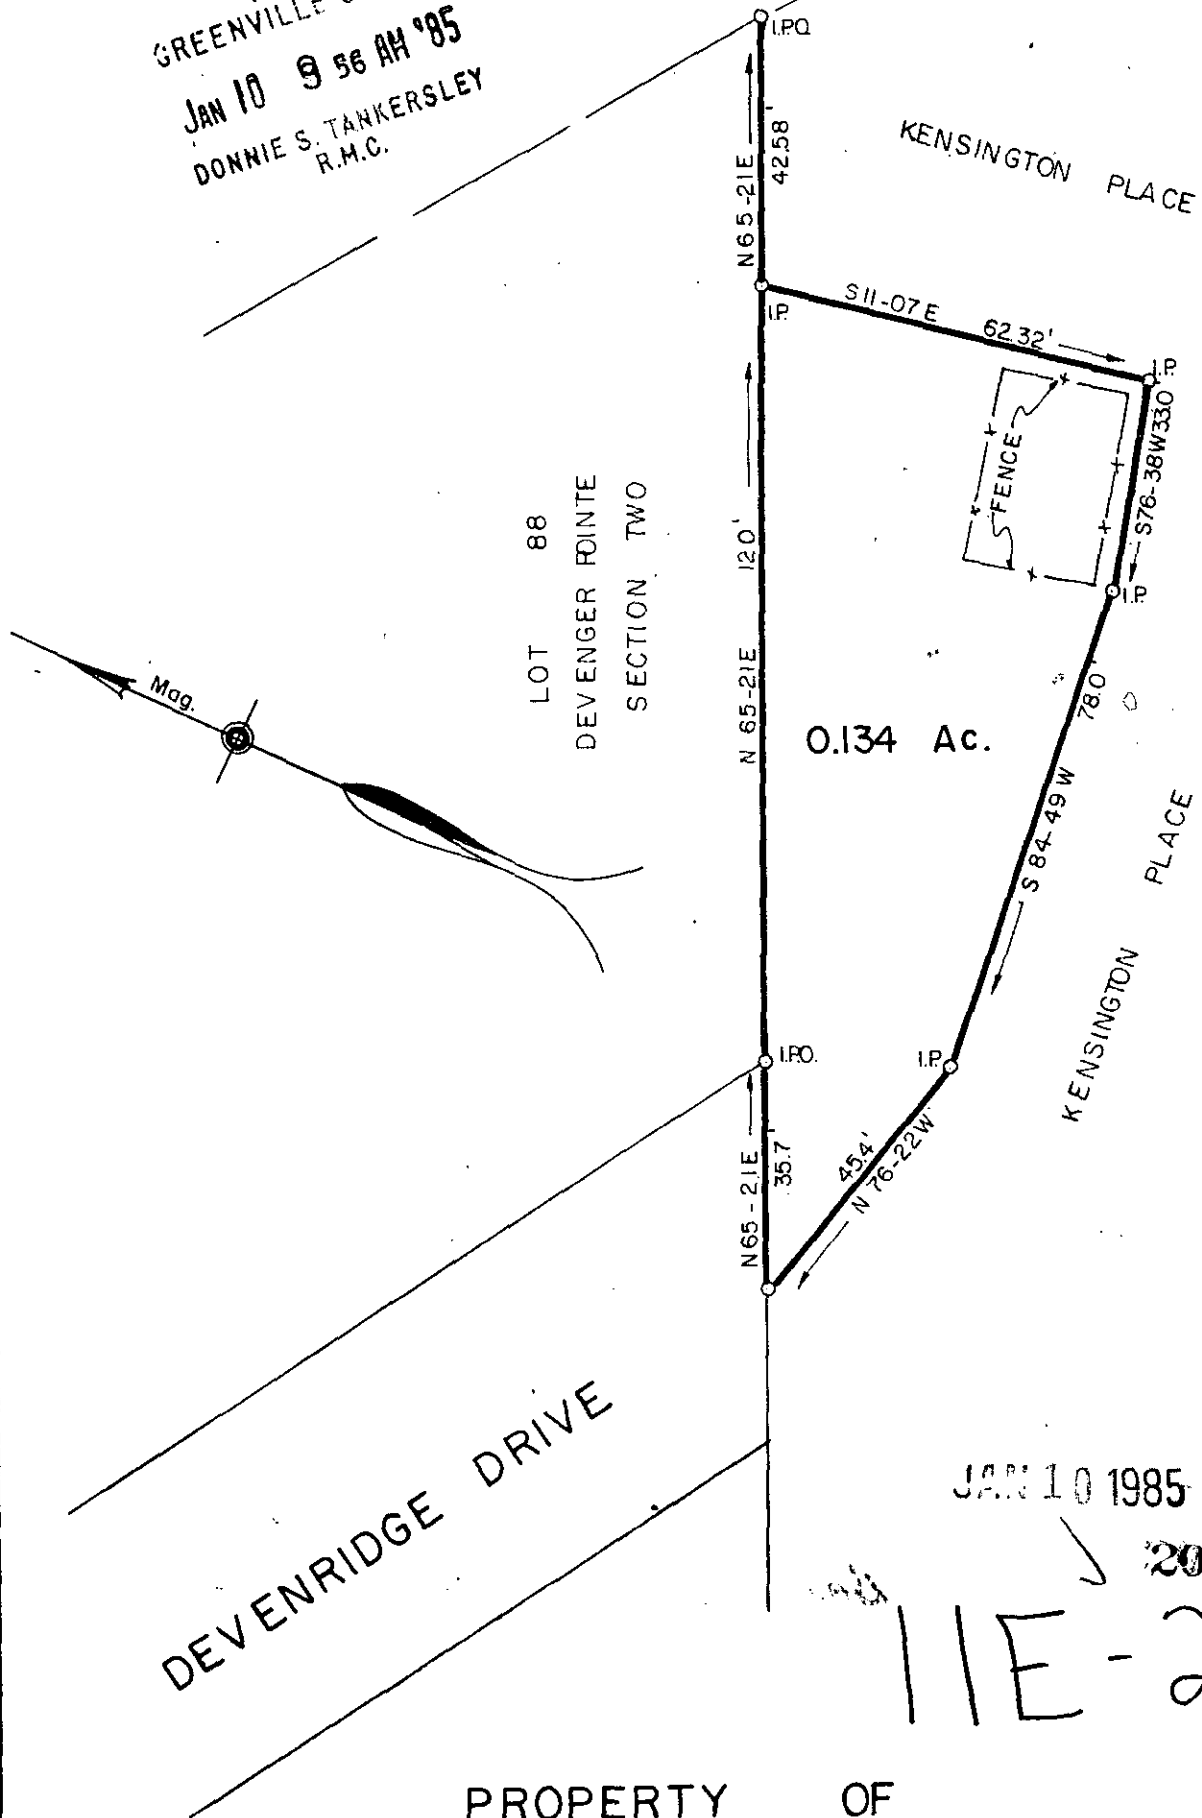 GREENVILLE
JAN 10 9 56 AM '85
DONNIE S. TANKERSLEY
R.M.C.
I.P.O.
N65-21E
42.58'
KENSINGTON PLACE
I.P.
S11-07E 62.32'
I.P.
FENCE
S76-38W 33.0
I.P.
LOT 88
DEVENGER POINTE
SECTION TWO
N 65-21E 120'
Mag.
0.134 Ac.
78.0'
S 84-49 W
KENSINGTON PLACE
I.P.O.
I.P.
N65-21E
35.7'
45.4'
N 76-22W
DEVENRIDGE DRIVE
JAN 10 1985
11E-2
PROPERTY OF